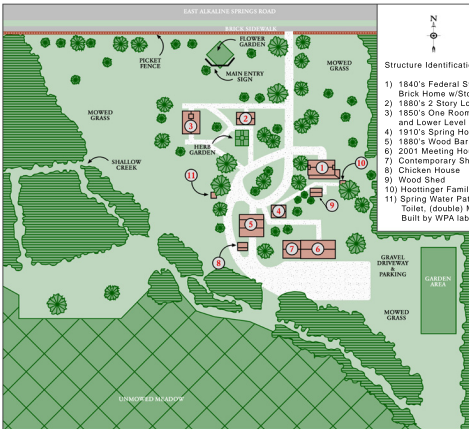 EAST ALKALINE SPRINGS ROAD
BRICK SIDEWALK
PICKET
FENCE
FLOWER
GARDEN
MAIN ENTRY
SIGN
MOWED
GRASS
MOWED
GRASS
HERB
GARDEN
SHALLOW
CREEK
1
2
3
4
5
6
7
8
9
10
11
GRAVEL
DRIVEWAY
&
PARKING
GARDEN
AREA
MOWED
GRASS
UNMOWED MEADOW
N
Structure Identificati
1) 1840's Federal S
Brick Home w/Sto
2) 1880's 2 Story Lo
3) 1850's One Room
and Lower Level
4) 1910's Spring Ho
5) 1880's Wood Bar
6) 2001 Meeting Ho
7) Contemporary Sh
8) Chicken House
9) Wood Shed
10) Hoottinger Famil
11) Spring Water Pat
Toilet, (double) M
Built by WPA lab